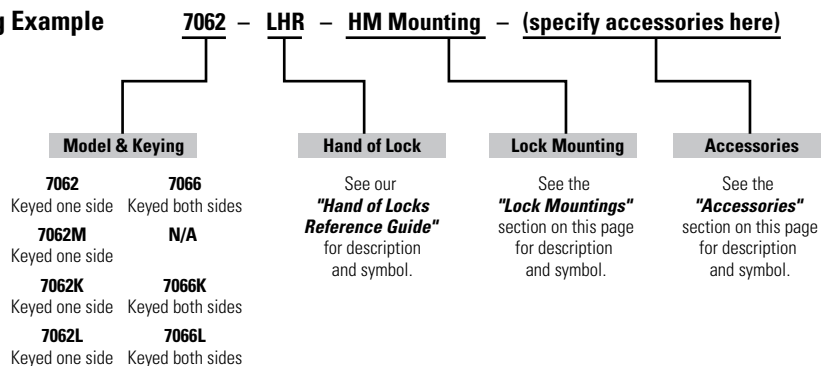 g Example
7062 – LHR – HM Mounting – (specify accessories here)
Model & Keying
7062 7066
Keyed one side Keyed both sides
7062M N/A
Keyed one side
7062K 7066K
Keyed one side Keyed both sides
7062L 7066L
Keyed one side Keyed both sides
Hand of Lock
See our
"Hand of Locks
Reference Guide"
for description
and symbol.
Lock Mounting
See the
"Lock Mountings"
section on this page
for description
and symbol.
Accessories
See the
"Accessories"
section on this page
for description
and symbol.